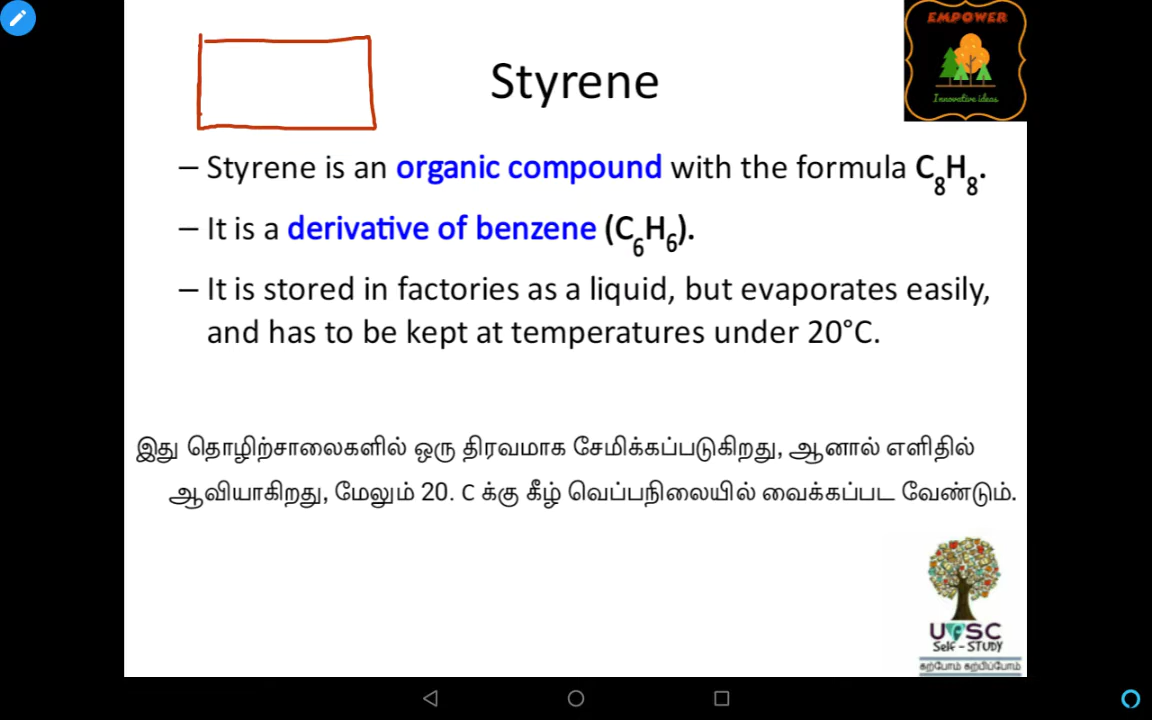 EMPOWER
Innovative ideas
Styrene
– Styrene is an organic compound with the formula C₈H₈.
– It is a derivative of benzene (C₆H₆).
– It is stored in factories as a liquid, but evaporates easily,
and has to be kept at temperatures under 20°C.
இது தொழிற்சாலைகளில் ஒரு திரவமாக சேமிக்கப்படுகிறது, ஆனால் எளிதில்
ஆவியாகிறது, மேலும் 20. C க்கு கீழ் வெப்பநிலையில் வைக்கப்பட வேண்டும்.
UPSC
Self - STUDY
கற்போம் கற்பிப்போம்